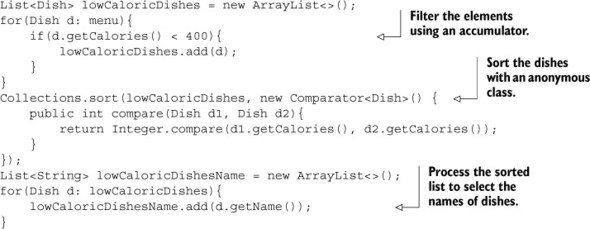 List<Dish> lowCaloricDishes = new ArrayList<>();
for(Dish d: menu){
    if(d.getCalories() < 400){
        lowCaloricDishes.add(d);
    }
}
Filter the elements
using an accumulator.
Collections.sort(lowCaloricDishes, new Comparator<Dish>() {
    public int compare(Dish d1, Dish d2){
        return Integer.compare(d1.getCalories(), d2.getCalories());
    }
});
Sort the dishes
with an anonymous
class.
List<String> lowCaloricDishesName = new ArrayList<>();
for(Dish d: lowCaloricDishes){
    lowCaloricDishesName.add(d.getName());
}
Process the sorted
list to select the
names of dishes.